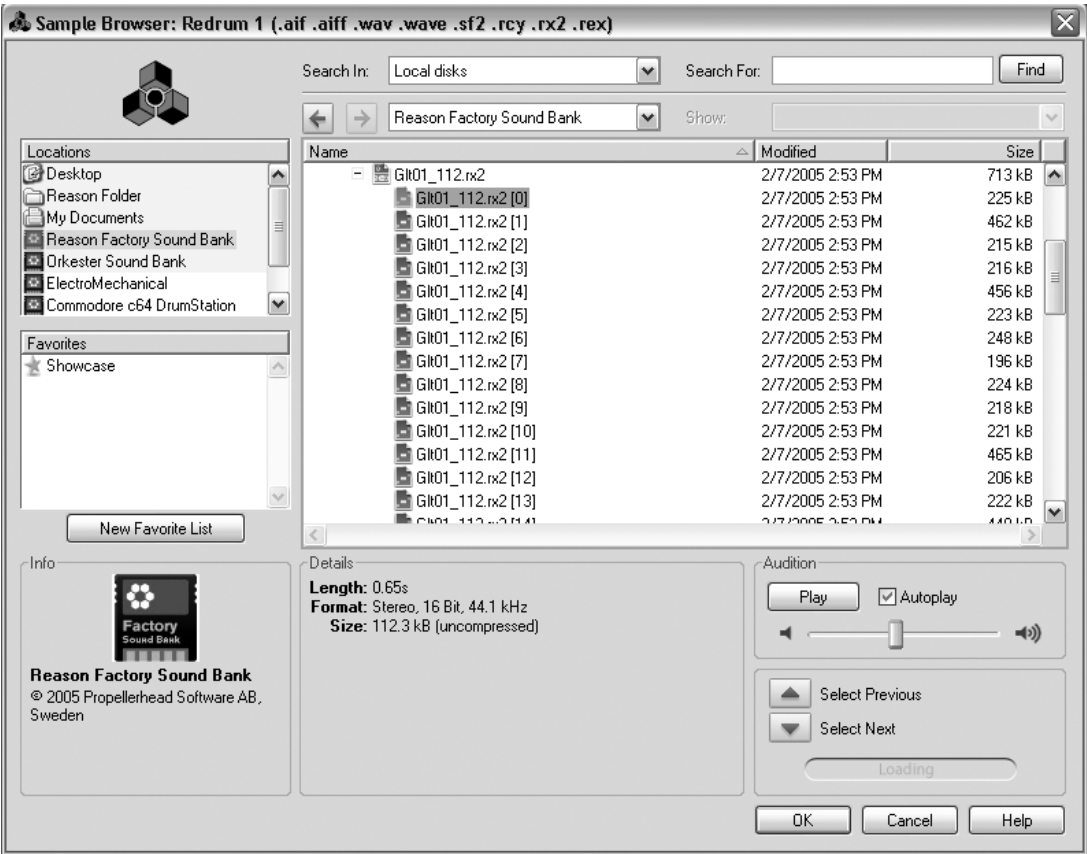 Sample Browser: Redrum 1 (.aif .aiff .wav .wave .sf2 .rcy .rx2 .rex)
Search In: Local disks Search For: Find
Reason Factory Sound Bank Show:
Locations
Desktop
Reason Folder
My Documents
Reason Factory Sound Bank
Orkester Sound Bank
ElectroMechanical
Commodore c64 DrumStation
Favorites
Showcase
New Favorite List
Name Modified Size
Glt01_112.rx2 2/7/2005 2:53 PM 713 kB
Glt01_112.rx2 [0] 2/7/2005 2:53 PM 225 kB
Glt01_112.rx2 [1] 2/7/2005 2:53 PM 462 kB
Glt01_112.rx2 [2] 2/7/2005 2:53 PM 215 kB
Glt01_112.rx2 [3] 2/7/2005 2:53 PM 216 kB
Glt01_112.rx2 [4] 2/7/2005 2:53 PM 456 kB
Glt01_112.rx2 [5] 2/7/2005 2:53 PM 223 kB
Glt01_112.rx2 [6] 2/7/2005 2:53 PM 248 kB
Glt01_112.rx2 [7] 2/7/2005 2:53 PM 196 kB
Glt01_112.rx2 [8] 2/7/2005 2:53 PM 224 kB
Glt01_112.rx2 [9] 2/7/2005 2:53 PM 218 kB
Glt01_112.rx2 [10] 2/7/2005 2:53 PM 221 kB
Glt01_112.rx2 [11] 2/7/2005 2:53 PM 465 kB
Glt01_112.rx2 [12] 2/7/2005 2:53 PM 206 kB
Glt01_112.rx2 [13] 2/7/2005 2:53 PM 222 kB
Info
Factory
Sound Bank
Reason Factory Sound Bank
© 2005 Propellerhead Software AB,
Sweden
Details
Length: 0.65s
Format: Stereo, 16 Bit, 44.1 kHz
Size: 112.3 kB (uncompressed)
Audition
Play Autoplay
Select Previous
Select Next
Loading
OK Cancel Help